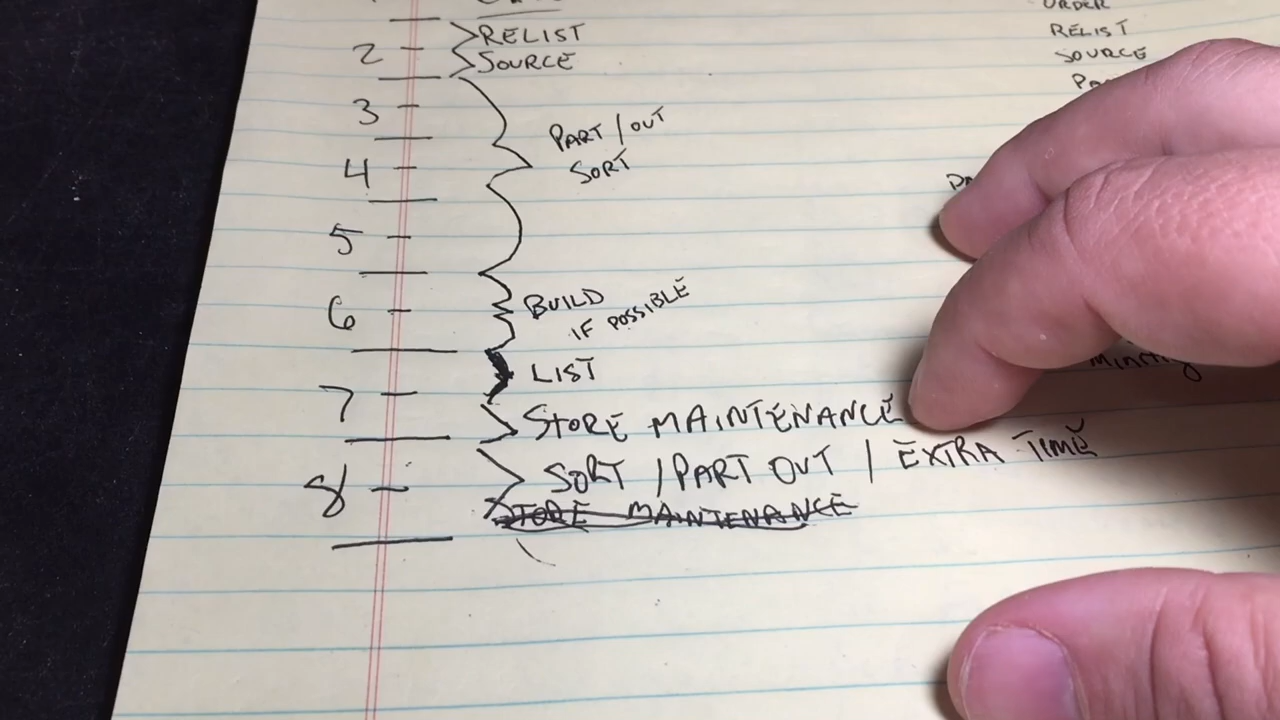 ORDER
RELIST
RELIST
2
SOURCE
SOURCE
3
PART/OUT
SORT
4
5
6
BUILD
IF POSSIBLE
LIST
7
STORE MAINTENANCE
8
SORT / PART OUT / EXTRA TIME
STORE MAINTENANCE